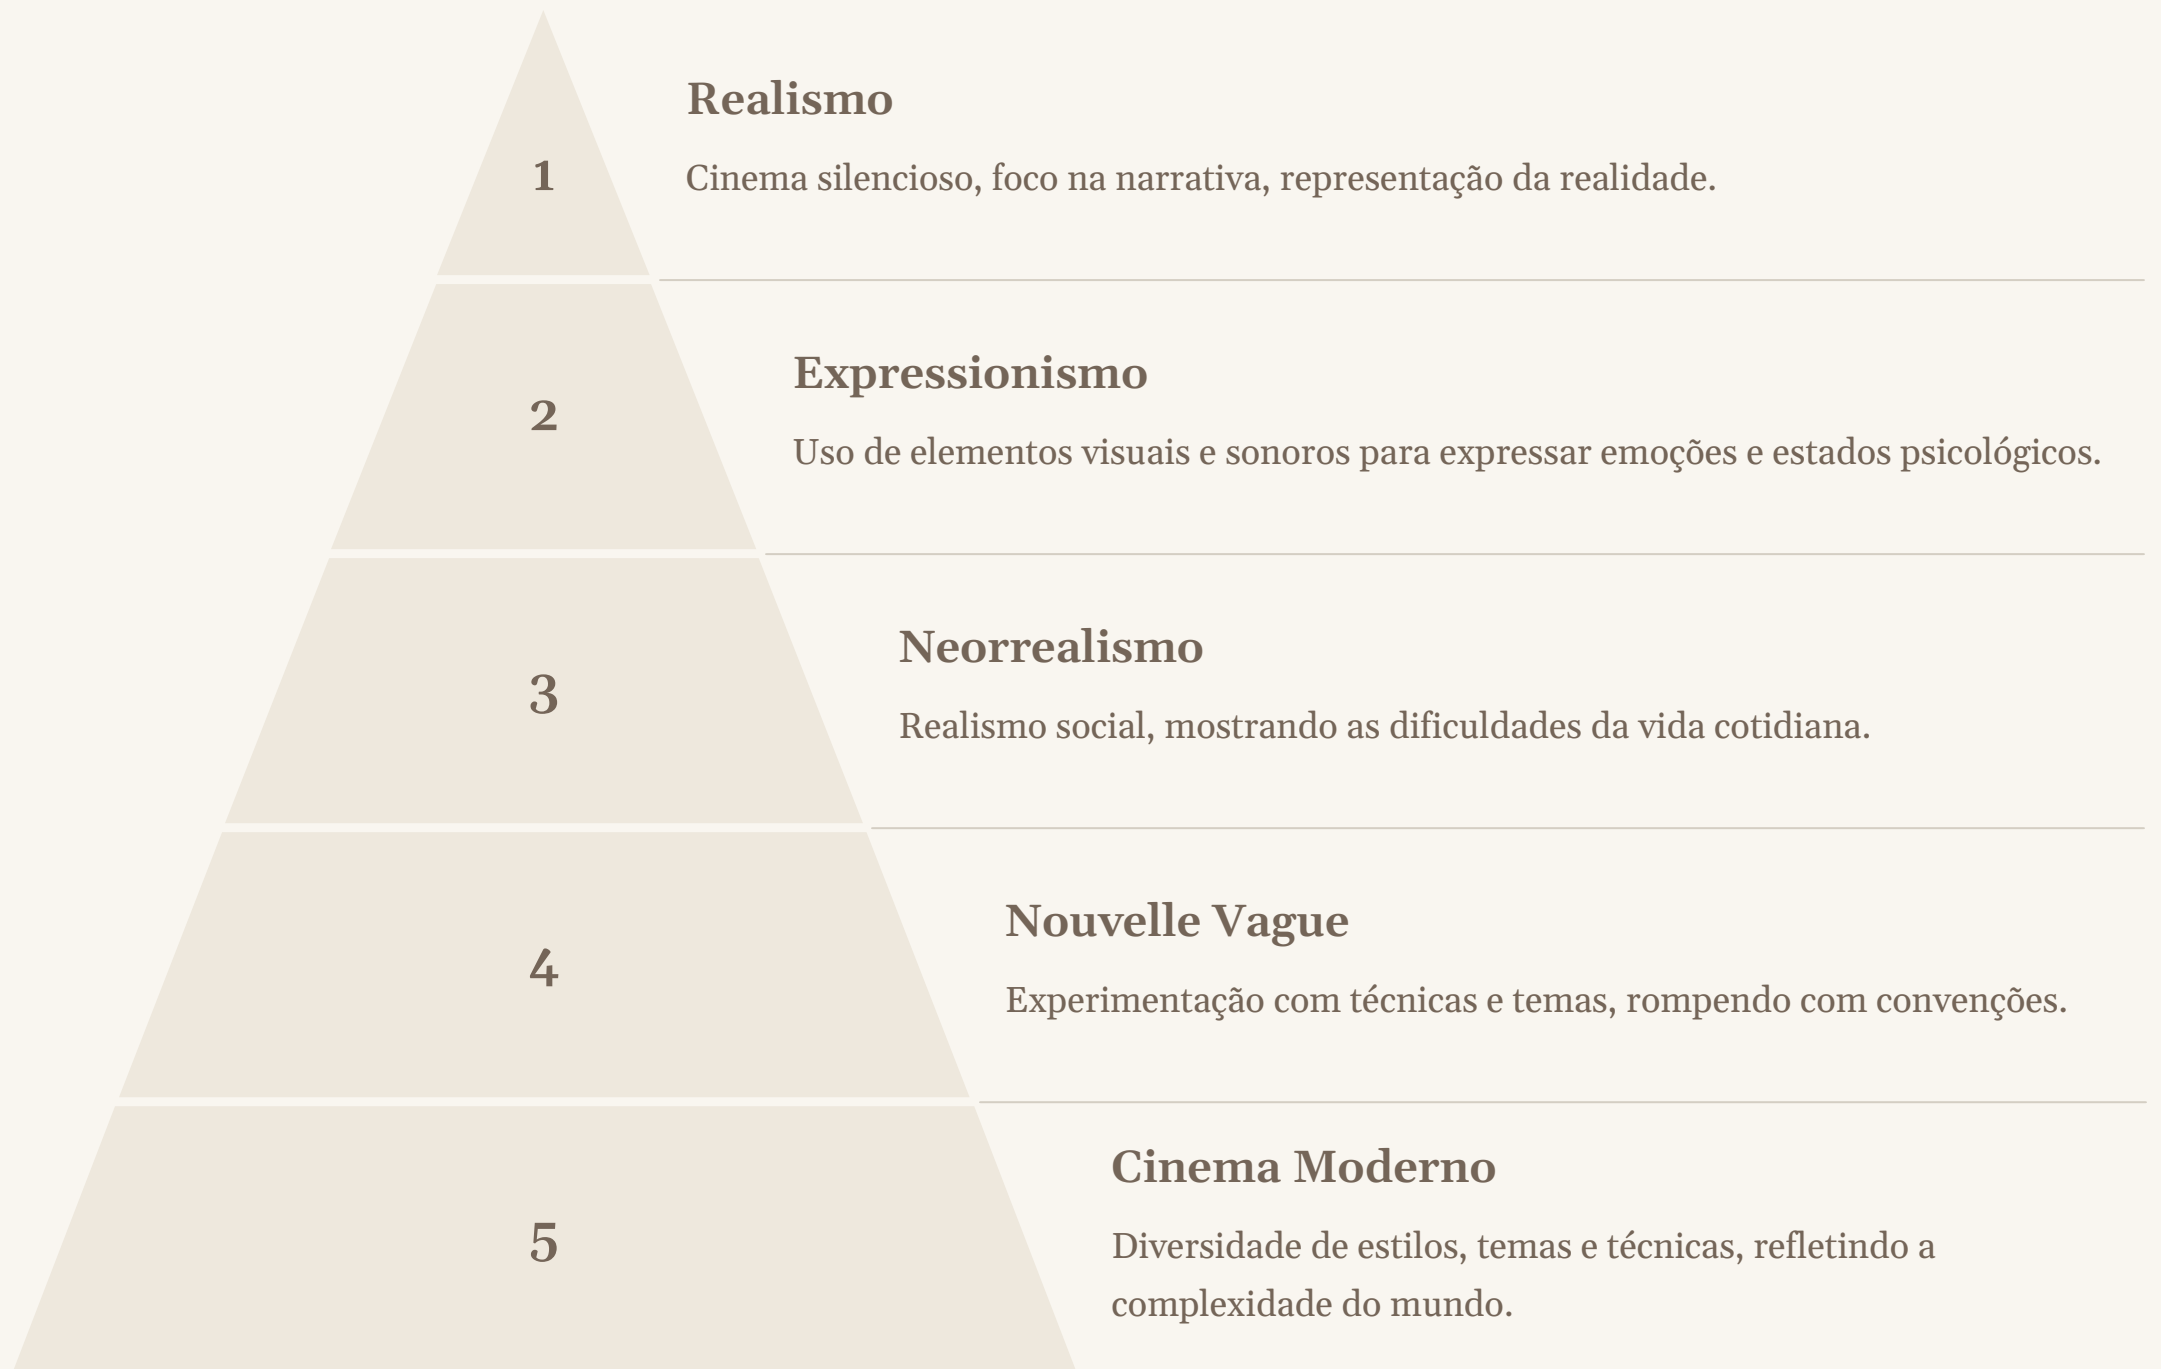 1
Realismo
Cinema silencioso, foco na narrativa, representação da realidade.
2
Expressionismo
Uso de elementos visuais e sonoros para expressar emoções e estados psicológicos.
3
Neorrealismo
Realismo social, mostrando as dificuldades da vida cotidiana.
4
Nouvelle Vague
Experimentação com técnicas e temas, rompendo com convenções.
5
Cinema Moderno
Diversidade de estilos, temas e técnicas, refletindo a
complexidade do mundo.